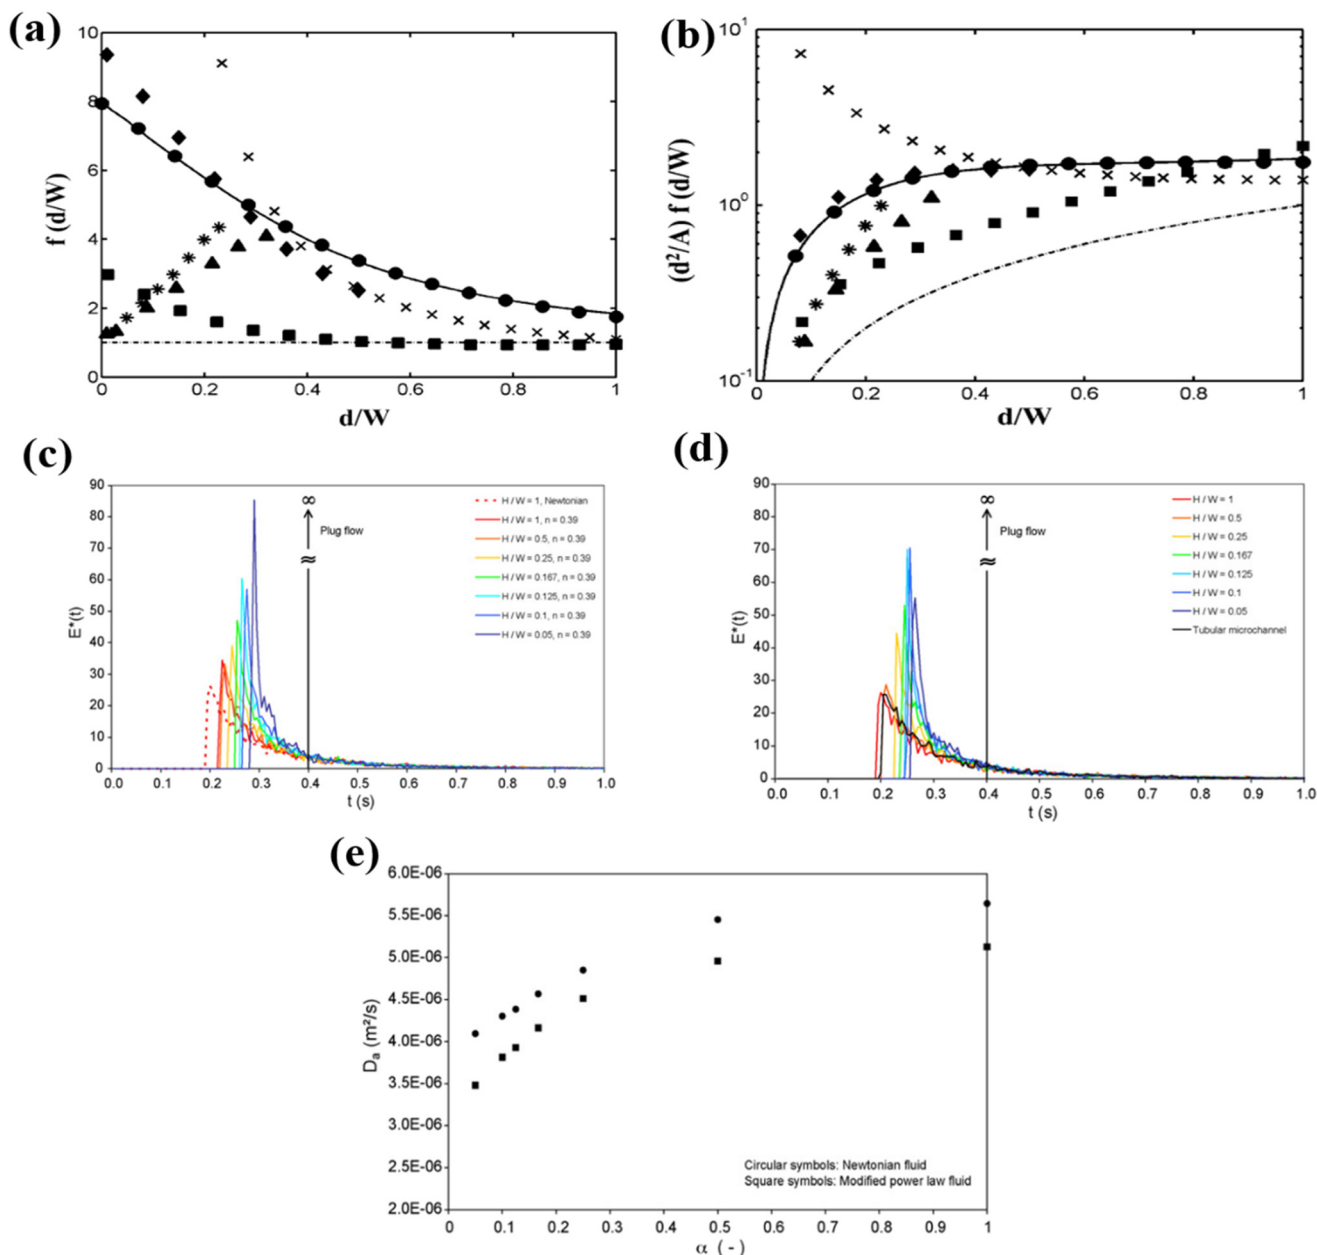 (a)
10
8
6
4
2
0
f (d/W)
0 0.2 0.4 0.6 0.8 1
d/W
(b)
10¹
10⁰
10⁻¹
(d²/A) f (d/W)
0 0.2 0.4 0.6 0.8 1
d/W
(c)
90
80
70
60
50
40
30
20
10
0
E*(t)
∞
Plug flow
≈
H / W = 1, Newtonian
H / W = 1, n = 0.39
H / W = 0.5, n = 0.39
H / W = 0.25, n = 0.39
H / W = 0.167, n = 0.39
H / W = 0.125, n = 0.39
H / W = 0.1, n = 0.39
H / W = 0.05, n = 0.39
0.0 0.1 0.2 0.3 0.4 0.5 0.6 0.7 0.8 0.9 1.0
t (s)
(d)
90
80
70
60
50
40
30
20
10
0
E*(t)
∞
Plug flow
≈
H / W = 1
H / W = 0.5
H / W = 0.25
H / W = 0.167
H / W = 0.125
H / W = 0.1
H / W = 0.05
Tubular microchannel
0.0 0.1 0.2 0.3 0.4 0.5 0.6 0.7 0.8 0.9 1.0
t (s)
(e)
6.0E-06
5.5E-06
5.0E-06
4.5E-06
4.0E-06
3.5E-06
3.0E-06
2.5E-06
2.0E-06
Dₐ (m²/s)
Circular symbols: Newtonian fluid
Square symbols: Modified power law fluid
0 0.1 0.2 0.3 0.4 0.5 0.6 0.7 0.8 0.9 1
α ( - )